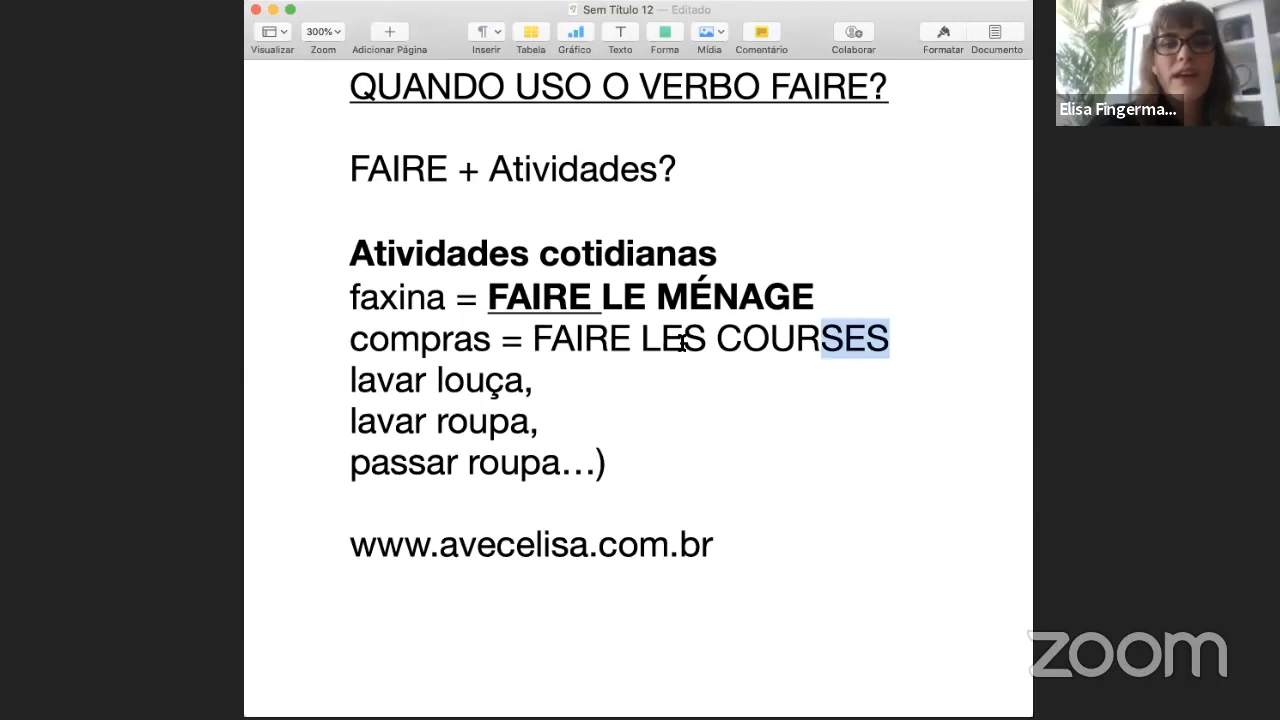 Sem Título 12 — Editado
300%
Visualizar
Zoom
Adicionar Página
Inserir
Tabela
Gráfico
Texto
Forma
Mídia
Comentário
Colaborar
Formatar
Documento
Elisa Fingerma...
QUANDO USO O VERBO FAIRE?
FAIRE + Atividades?
Atividades cotidianas
faxina = FAIRE LE MÉNAGE
compras = FAIRE LES COURSES
lavar louça,
lavar roupa,
passar roupa…)
www.avecelisa.com.br
zoom